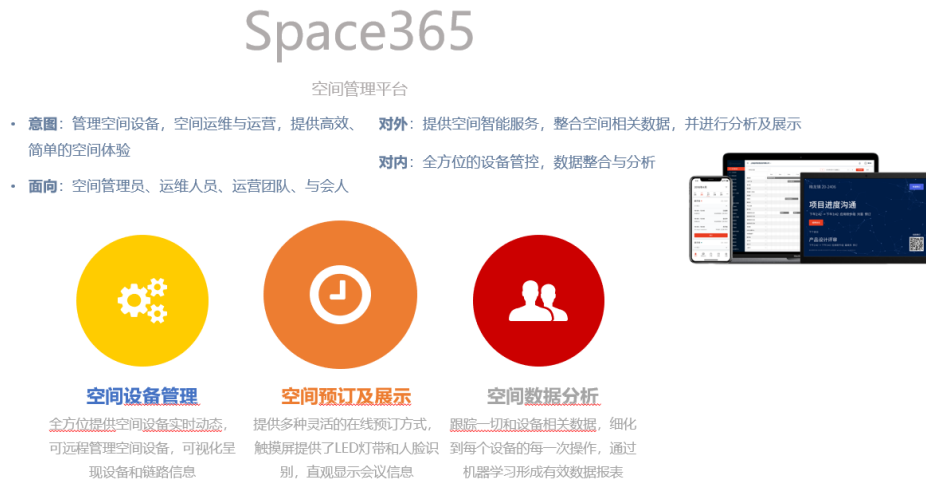 Space365
空间管理平台
▪ 意图：管理空间设备，空间运维与运营，提供高效、
简单的空间体验
▪ 面向：空间管理员、运维人员、运营团队、与会人
对外：提供空间智能服务，整合空间相关数据，并进行分析及展示
对内：全方位的设备管控，数据整合与分析
项目进度沟通
产品设计评审
空间设备管理
全方位提供空间设备实时动态，
可远程管理空间设备，可视化呈
现设备和链路信息
空间预订及展示
提供多种灵活的在线预订方式，
触摸屏提供了LED灯带和人脸识
别，直观显示会议信息
空间数据分析
跟踪一切和设备相关数据，细化
到每个设备的每一次操作，通过
机器学习形成有效数据报表